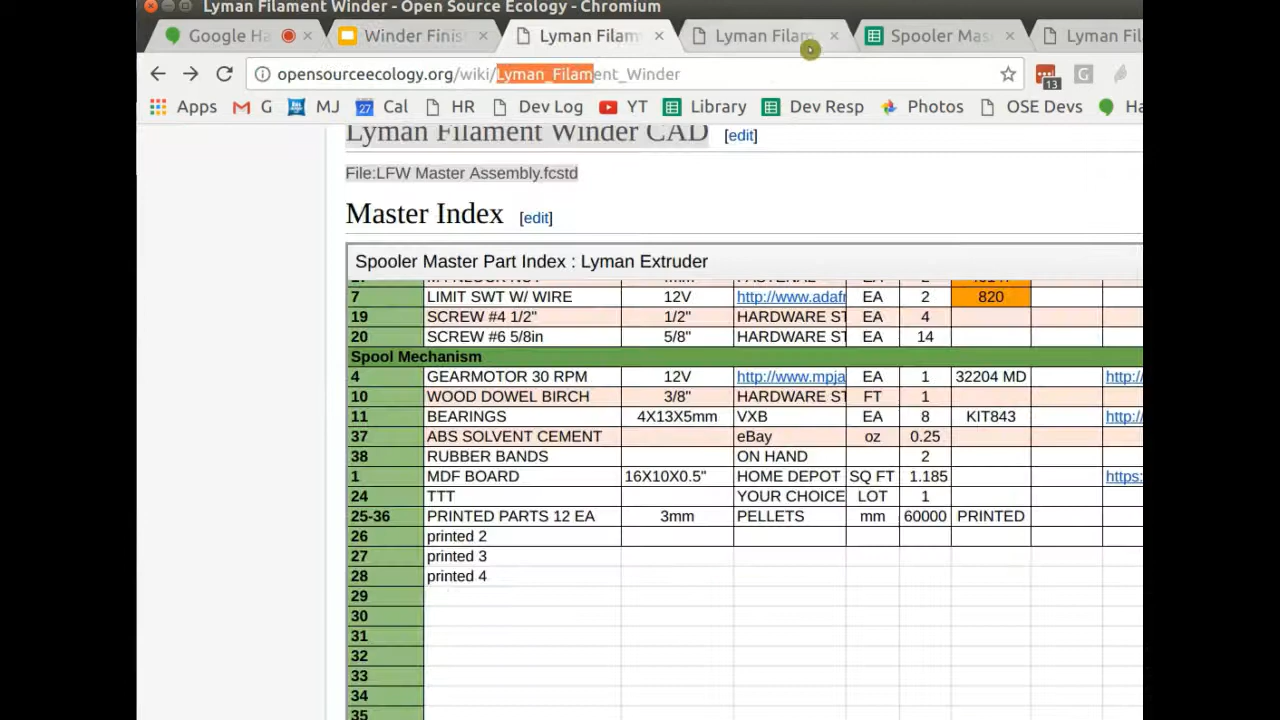 Lyman Filament Winder - Open Source Ecology - Chromium
Google Ha
Winder Finis
Lyman Filam
Lyman Filam
Spooler Mas
Lyman Fil
opensourceecology.org/wiki/Lyman_Filament_Winder
13
G
Apps G MJ Cal HR Dev Log YT Library Dev Resp Photos OSE Devs Ha
27
Lyman Filament Winder CAD [edit]
File:LFW Master Assembly.fcstd
Master Index [edit]
Spooler Master Part Index : Lyman Extruder
7 LIMIT SWT W/ WIRE 12V http://www.adafr EA 2 820
19 SCREW #4 1/2" 1/2" HARDWARE ST EA 4
20 SCREW #6 5/8in 5/8" HARDWARE ST EA 14
Spool Mechanism
4 GEARMOTOR 30 RPM 12V http://www.mpja EA 1 32204 MD http:/
10 WOOD DOWEL BIRCH 3/8" HARDWARE ST FT 1
11 BEARINGS 4X13X5mm VXB EA 8 KIT843 http:/
37 ABS SOLVENT CEMENT eBay oz 0.25
38 RUBBER BANDS ON HAND 2
1 MDF BOARD 16X10X0.5" HOME DEPOT SQ FT 1.185 https:
24 TTT YOUR CHOICE LOT 1
25-36 PRINTED PARTS 12 EA 3mm PELLETS mm 60000 PRINTED
26 printed 2
27 printed 3
28 printed 4
29
30
31
32
33
34
35